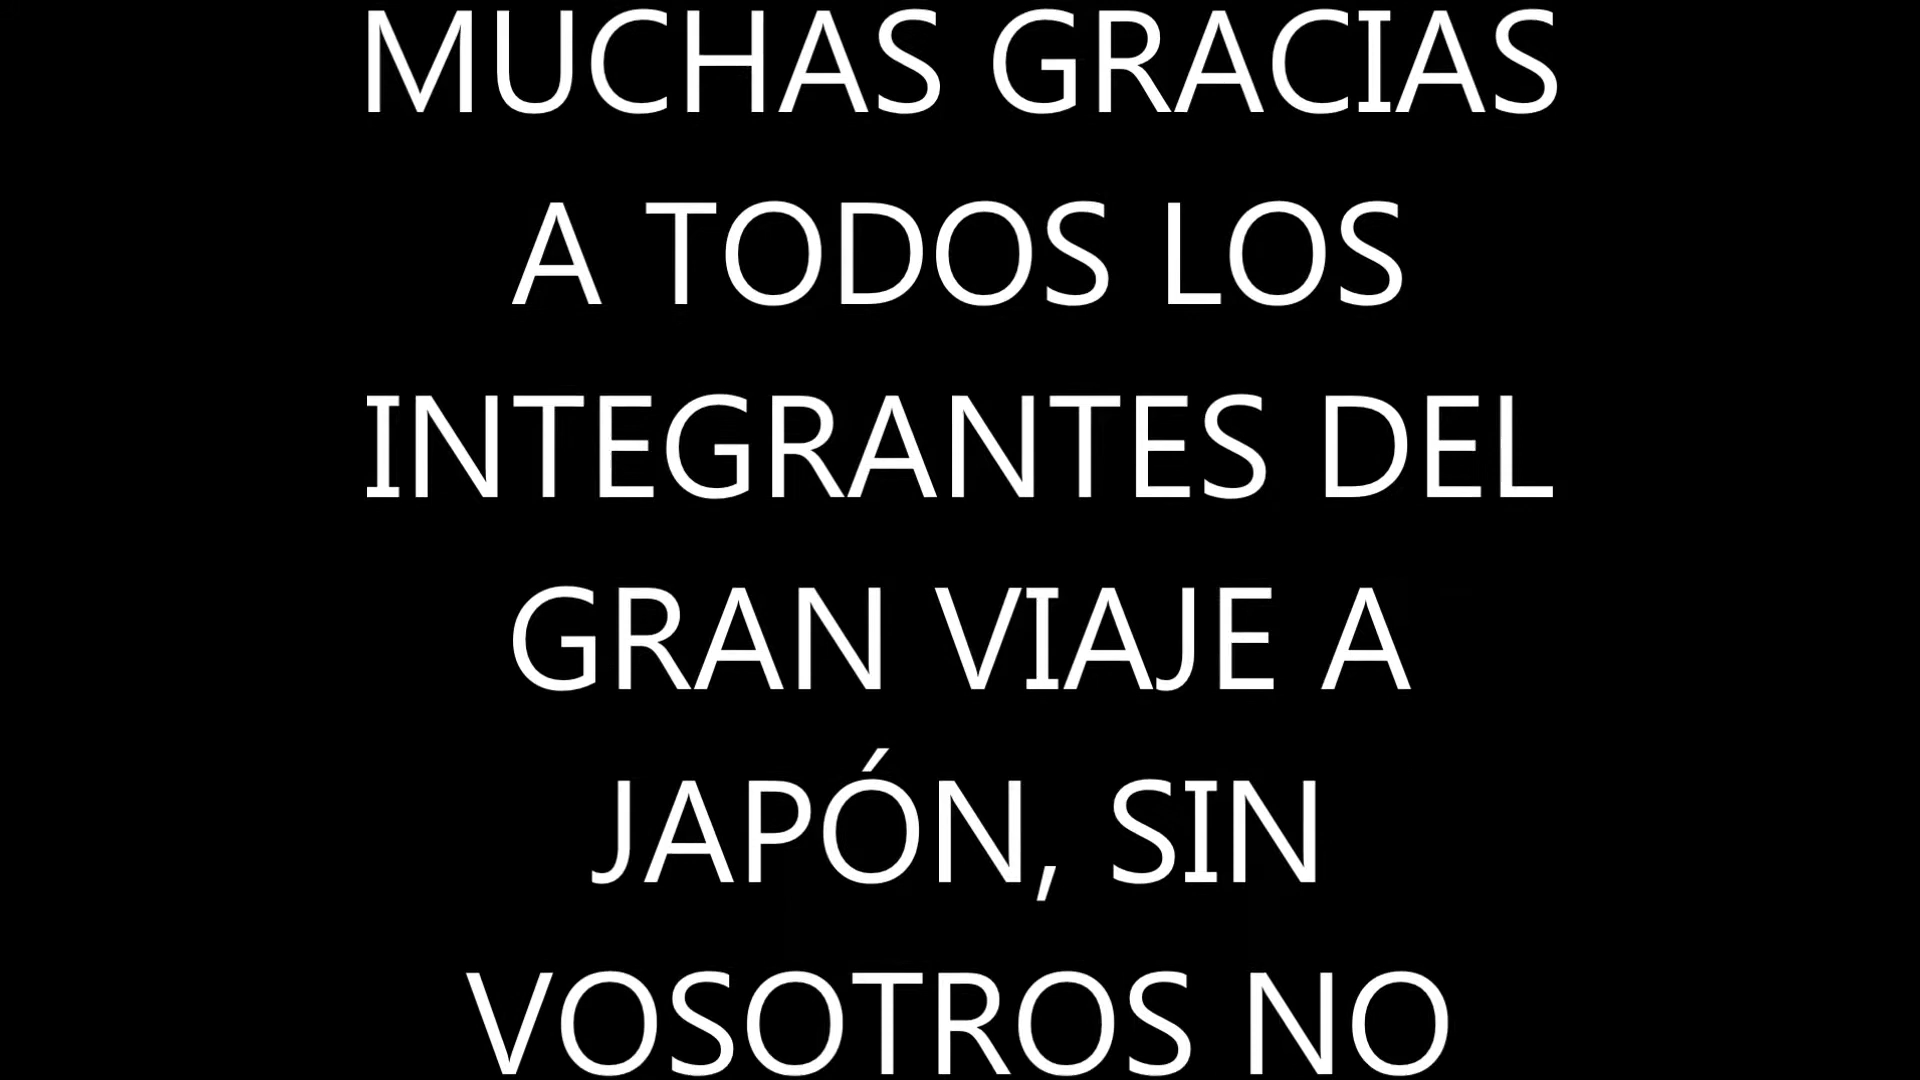 MUCHAS GRACIAS
A TODOS LOS
INTEGRANTES DEL
GRAN VIAJE A
JAPÓN, SIN
VOSOTROS NO